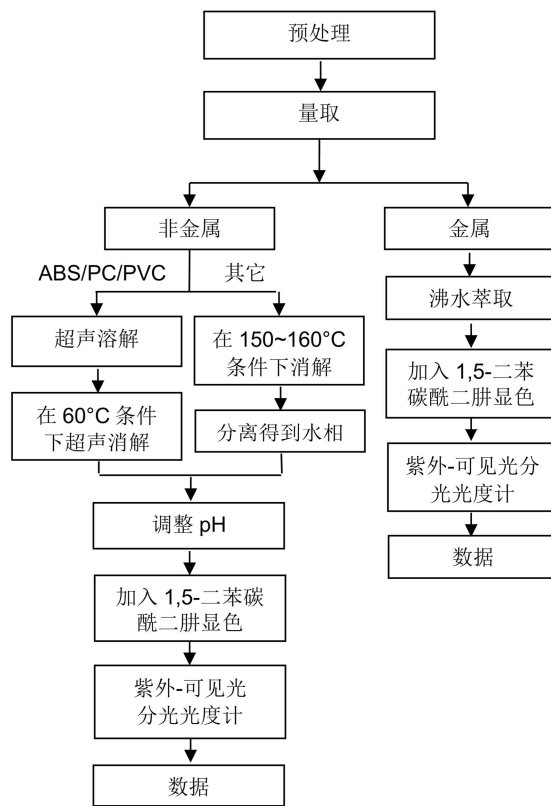 预处理
量取
非金属
金属
ABS/PC/PVC
其它
沸水萃取
超声溶解
在 150~160°C
条件下消解
加入 1,5-二苯
碳酰二肼显色
在 60°C 条件
下超声消解
分离得到水相
紫外-可见光分
光光度计
调整 pH
数据
加入 1,5-二苯碳
酰二肼显色
紫外-可见光
分光光度计
数据